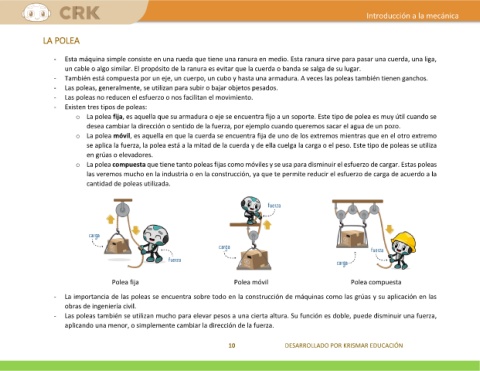 CRK
Introducción a la mecánica
LA POLEA
- Esta máquina simple consiste en una rueda que tiene una ranura en medio. Esta ranura sirve para pasar una cuerda, una liga,
un cable o algo similar. El propósito de la ranura es evitar que la cuerda o banda se salga de su lugar.
- También está compuesta por un eje, un cuerpo, un cubo y hasta una armadura. A veces las poleas también tienen ganchos.
- Las poleas, generalmente, se utilizan para subir o bajar objetos pesados.
- Las poleas no reducen el esfuerzo o nos facilitan el movimiento.
- Existen tres tipos de poleas:
o La polea fija, es aquella que su armadura o eje se encuentra fijo a un soporte. Este tipo de polea es muy útil cuando se
desea cambiar la dirección o sentido de la fuerza, por ejemplo cuando queremos sacar el agua de un pozo.
o La polea móvil, es aquella en que la cuerda se encuentra fija de uno de los extremos mientras que en el otro extremo
se aplica la fuerza, la polea está a la mitad de la cuerda y de ella cuelga la carga o el peso. Este tipo de poleas se utiliza
en grúas o elevadores.
o La polea compuesta que tiene tanto poleas fijas como móviles y se usa para disminuir el esfuerzo de cargar. Estas poleas
las veremos mucho en la industria o en la construcción, ya que te permite reducir el esfuerzo de carga de acuerdo a la
cantidad de poleas utilizada.
fuerza
carga
fuerza
carga
fuerza
carga
Polea fija Polea móvil Polea compuesta
- La importancia de las poleas se encuentra sobre todo en la construcción de máquinas como las grúas y su aplicación en las
obras de ingeniería civil.
- Las poleas también se utilizan mucho para elevar pesos a una cierta altura. Su función es doble, puede disminuir una fuerza,
aplicando una menor, o simplemente cambiar la dirección de la fuerza.
10 DESARROLLADO POR KRISMAR EDUCACIÓN